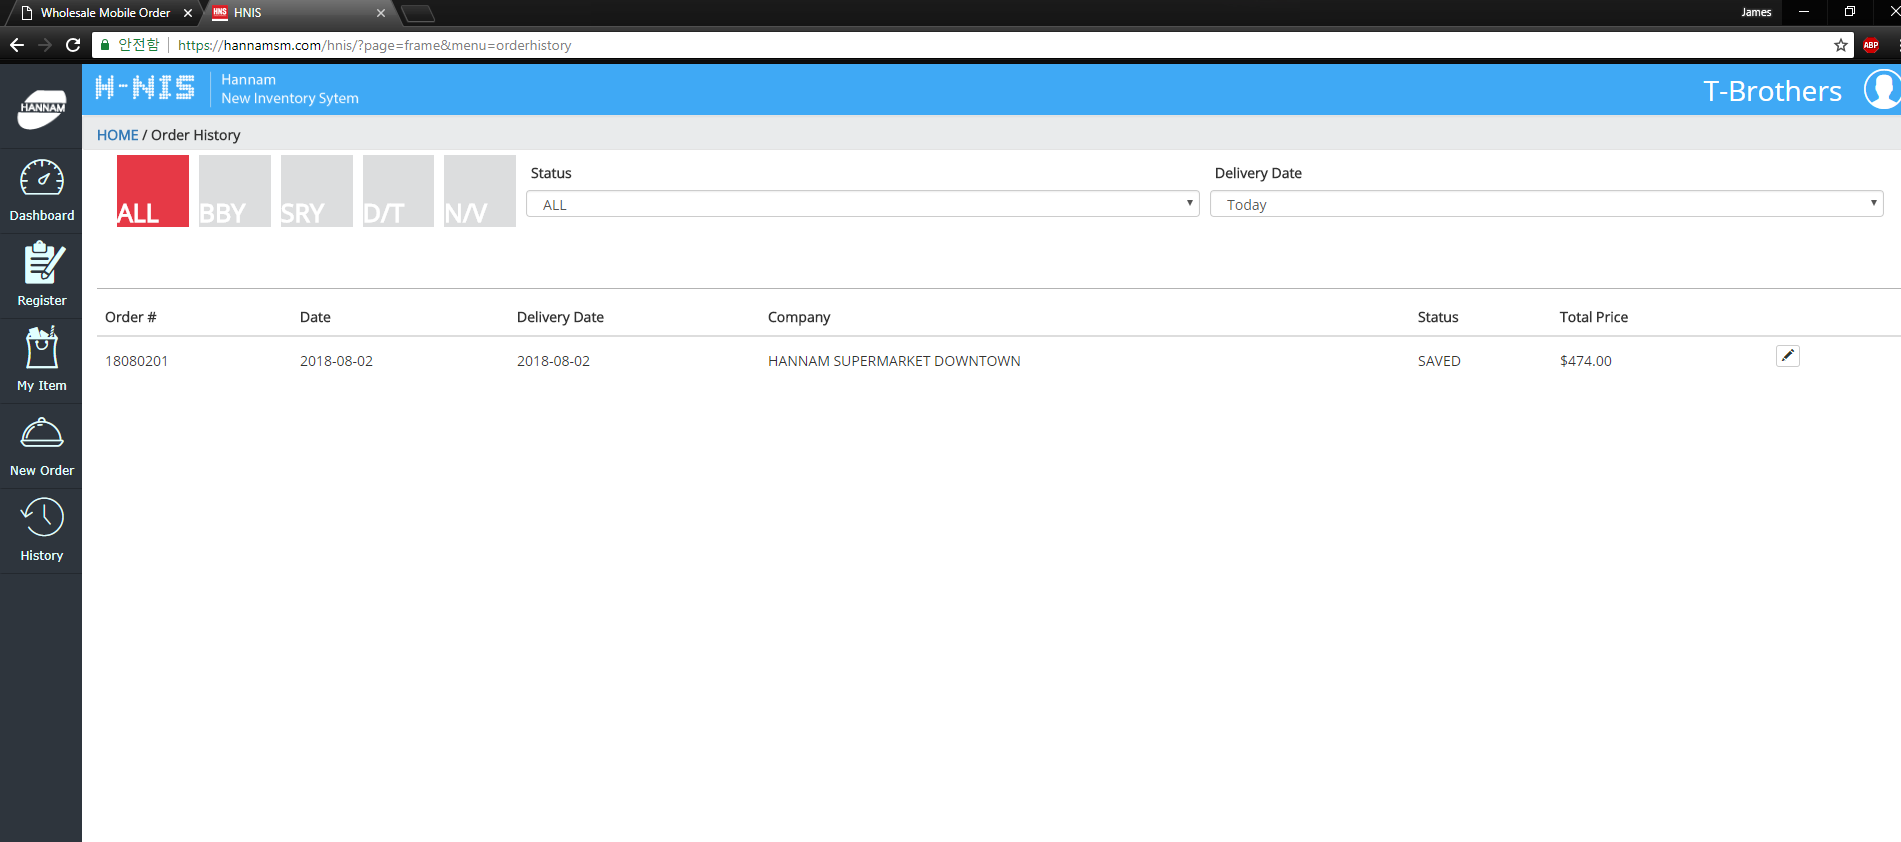 Wholesale Mobile Order
HNS HNIS
James
안전함 https://hannamsm.com/hnis/?page=frame&menu=orderhistory
ABP
HANNAM
H-NIS
Hannam
New Inventory Sytem
T-Brothers
HOME / Order History
Dashboard
Register
My Item
New Order
History
ALL BBY SRY D/T N/V
Status
ALL
Delivery Date
Today
Order # Date Delivery Date Company Status Total Price
18080201 2018-08-02 2018-08-02 HANNAM SUPERMARKET DOWNTOWN SAVED $474.00